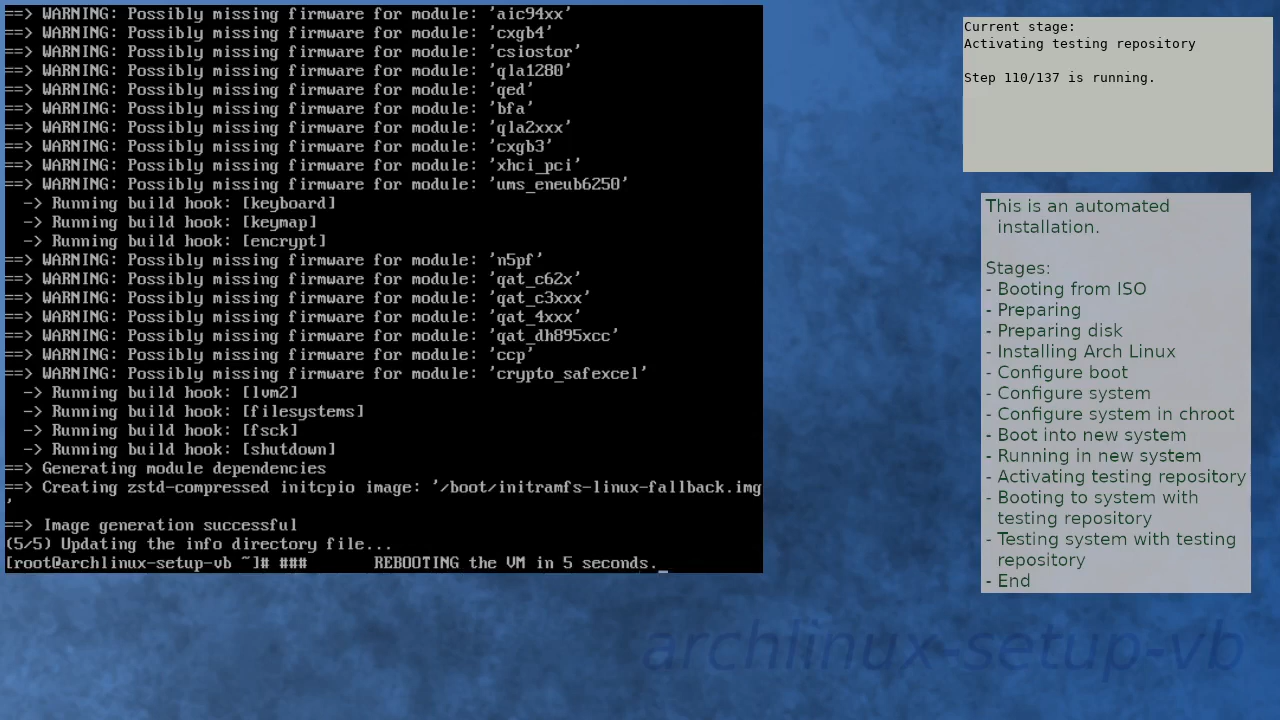 ==> WARNING: Possibly missing firmware for module: 'aic94xx'
==> WARNING: Possibly missing firmware for module: 'cxgb4'
==> WARNING: Possibly missing firmware for module: 'csiostor'
==> WARNING: Possibly missing firmware for module: 'qla1280'
==> WARNING: Possibly missing firmware for module: 'qed'
==> WARNING: Possibly missing firmware for module: 'bfa'
==> WARNING: Possibly missing firmware for module: 'qla2xxx'
==> WARNING: Possibly missing firmware for module: 'cxgb3'
==> WARNING: Possibly missing firmware for module: 'xhci_pci'
==> WARNING: Possibly missing firmware for module: 'ums_eneub6250'
  -> Running build hook: [keyboard]
  -> Running build hook: [keymap]
  -> Running build hook: [encrypt]
==> WARNING: Possibly missing firmware for module: 'n5pf'
==> WARNING: Possibly missing firmware for module: 'qat_c62x'
==> WARNING: Possibly missing firmware for module: 'qat_c3xxx'
==> WARNING: Possibly missing firmware for module: 'qat_4xxx'
==> WARNING: Possibly missing firmware for module: 'qat_dh895xcc'
==> WARNING: Possibly missing firmware for module: 'ccp'
==> WARNING: Possibly missing firmware for module: 'crypto_safexcel'
  -> Running build hook: [lvm2]
  -> Running build hook: [filesystems]
  -> Running build hook: [fsck]
  -> Running build hook: [shutdown]
==> Generating module dependencies
==> Creating zstd-compressed initcpio image: '/boot/initramfs-linux-fallback.img
'
==> Image generation successful
(5/5) Updating the info directory file...
[root@archlinux-setup-vb ~]# ###       REBOOTING the VM in 5 seconds._
Current stage:
Activating testing repository
Step 110/137 is running.
This is an automated
installation.
Stages:
- Booting from ISO
- Preparing
- Preparing disk
- Installing Arch Linux
- Configure boot
- Configure system
- Configure system in chroot
- Boot into new system
- Running in new system
- Activating testing repository
- Booting to system with
testing repository
- Testing system with testing
repository
- End
archlinux-setup-vb